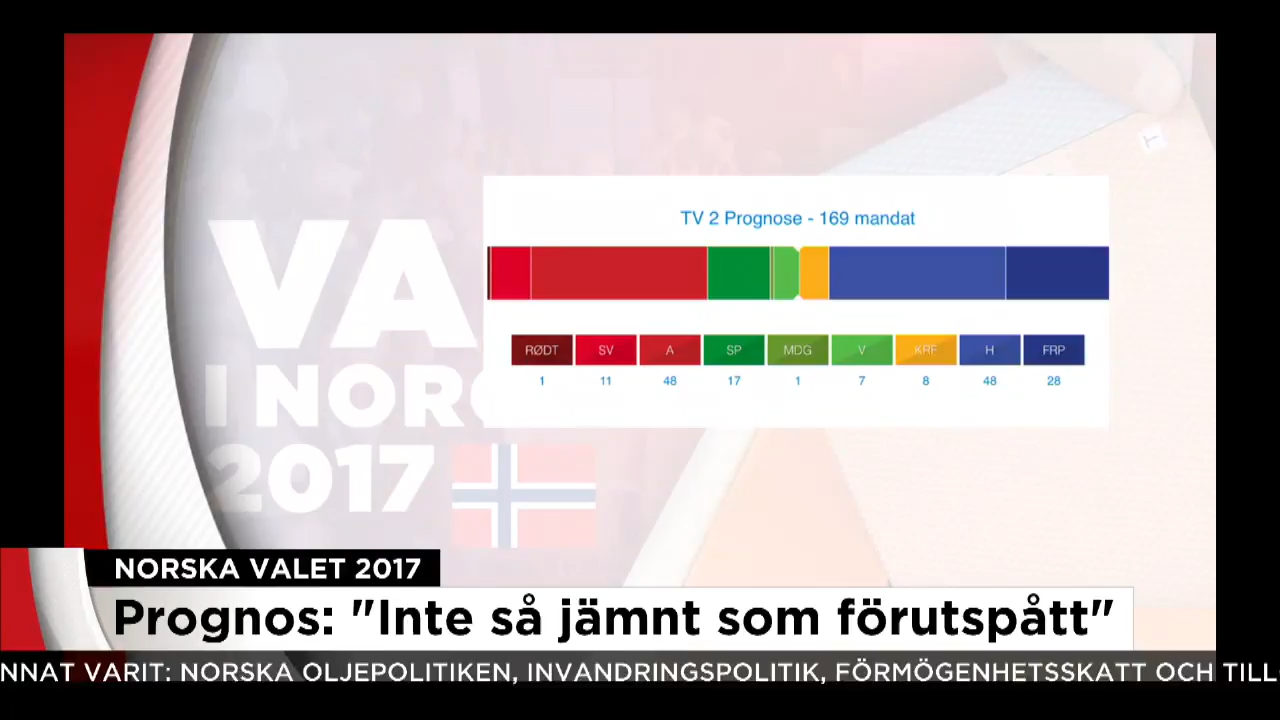 TV 2 Prognose - 169 mandat
RØDT SV A SP MDG V KRF H FRP
1 11 48 17 1 7 8 48 28
VA
I NOR
2017
NORSKA VALET 2017
Prognos: "Inte så jämnt som förutspått"
NNAT VARIT: NORSKA OLJEPOLITIKEN, INVANDRINGSPOLITIK, FÖRMÖGENHETSSKATT OCH TILL